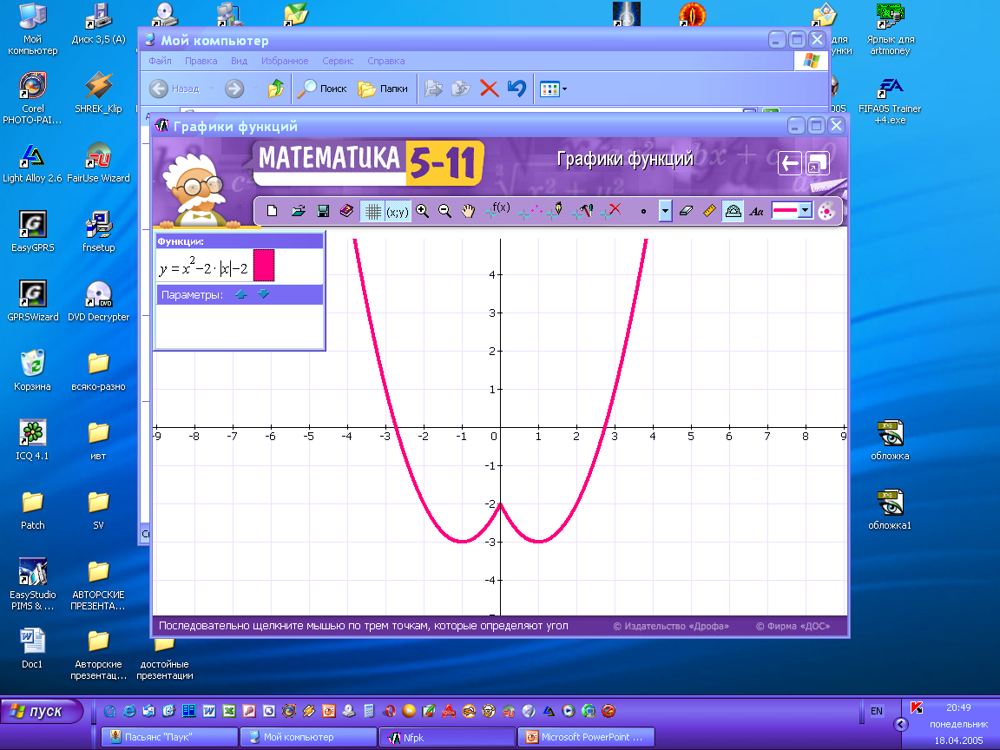 Мой компьютер
Диск 3,5 (A)
для
Ярлык для artmoney
Corel PHOTO-PAI...
SHREK_Klip
005
FIFA05 Trainer +4.exe
Light Alloy 2.6
FairUse Wizard
EasyGPRS
fnsetup
GPRSWizard
DVD Decrypter
Корзина
всяко-разно
ICQ 4.1
ивт
обложка
Patch
SV
обложка1
EasyStudio PIMS & ...
АВТОРСКИЕ ПРЕЗЕНТА...
Doc1
Авторские презентац...
достойные презентации
Мой компьютер
Файл Правка Вид Избранное Сервис Справка
Назад Поиск Папки
Графики функций
МАТЕМАТИКА 5-11
Графики функций
(x;y) f(x) Aa
Функции:
y = x²−2·|x|−2
Параметры:
4
3
2
1
-9 -8 -7 -6 -5 -4 -3 -2 -1 0 1 2 3 4 5 6 7 8 9
-1
-2
-3
-4
Последовательно щелкните мышью по трем точкам, которые определяют угол
© Издательство «Дрофа» © Фирма «ДОС»
пуск
EN
20:49
понедельник
18.04.2005
Пасьянс "Паук"
Мой компьютер
Nfpk
Microsoft PowerPoint ...